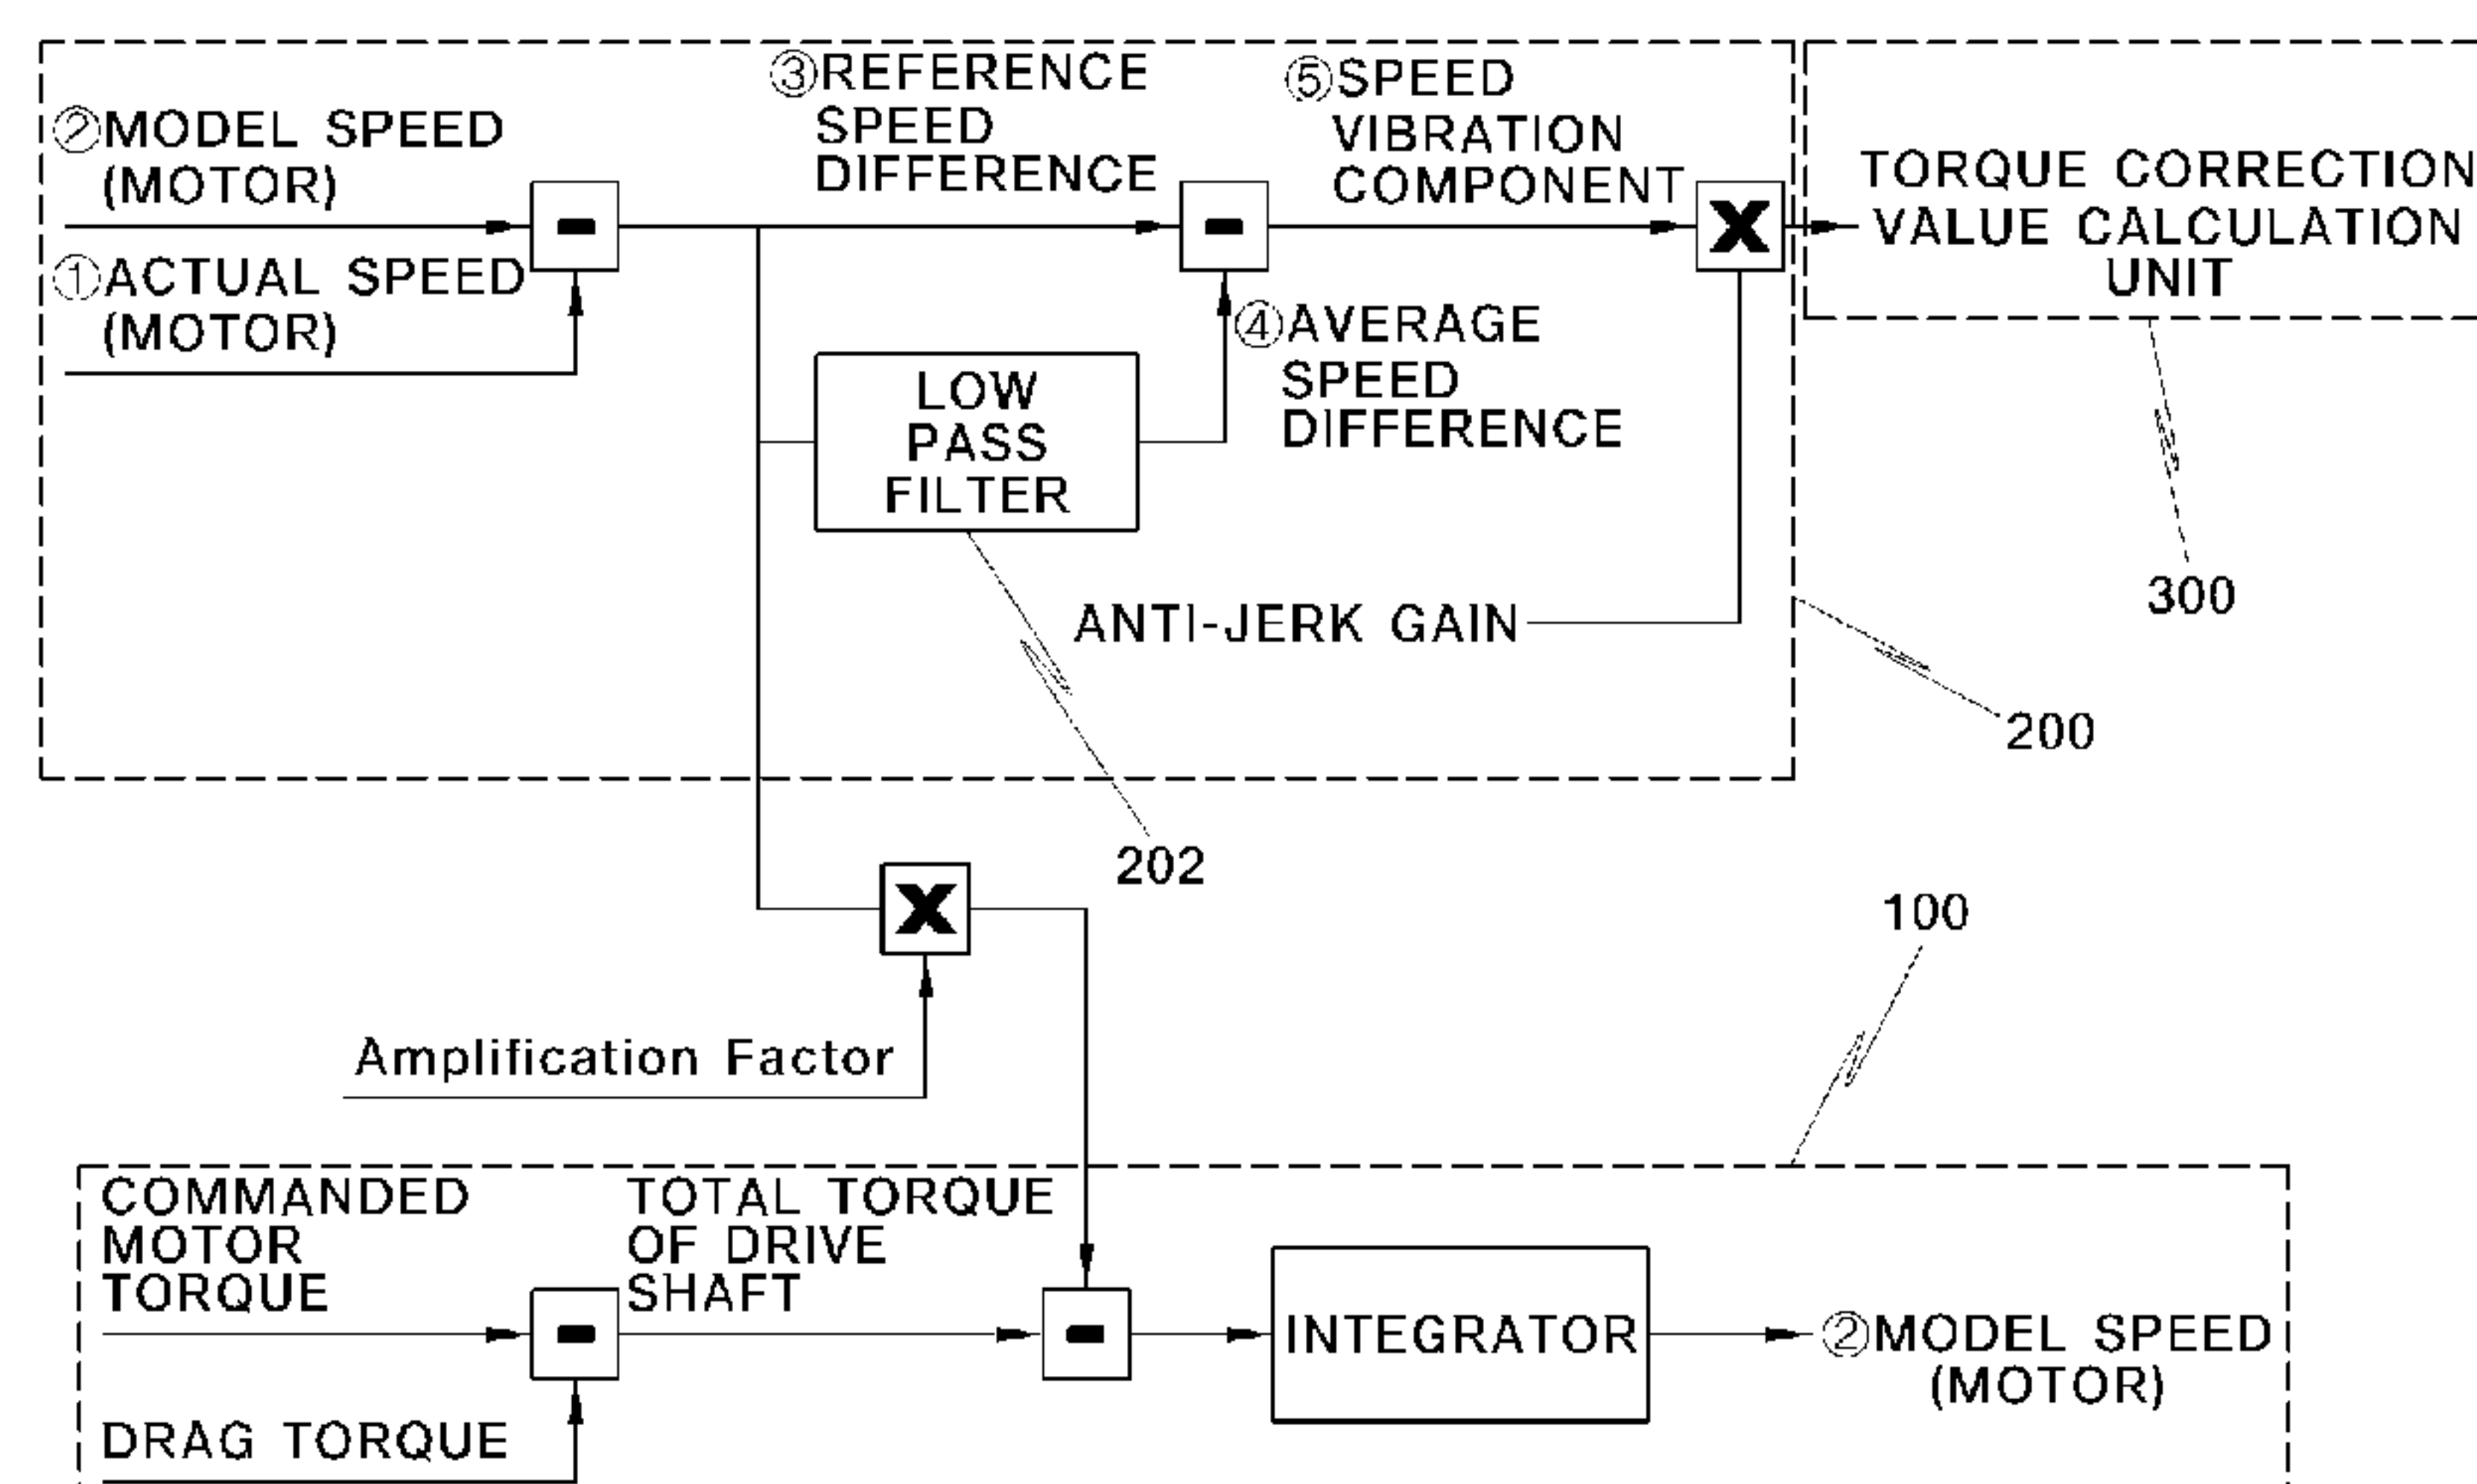 ②MODEL SPEED
(MOTOR)
①ACTUAL SPEED
(MOTOR)
③REFERENCE
SPEED
DIFFERENCE
⑤SPEED
VIBRATION
COMPONENT
TORQUE CORRECTION
VALUE CALCULATION
UNIT
④AVERAGE
SPEED
DIFFERENCE
LOW
PASS
FILTER
ANTI-JERK GAIN
300
200
202
100
Amplification Factor
COMMANDED
MOTOR
TORQUE
TOTAL TORQUE
OF DRIVE
SHAFT
INTEGRATOR
②MODEL SPEED
(MOTOR)
DRAG TORQUE